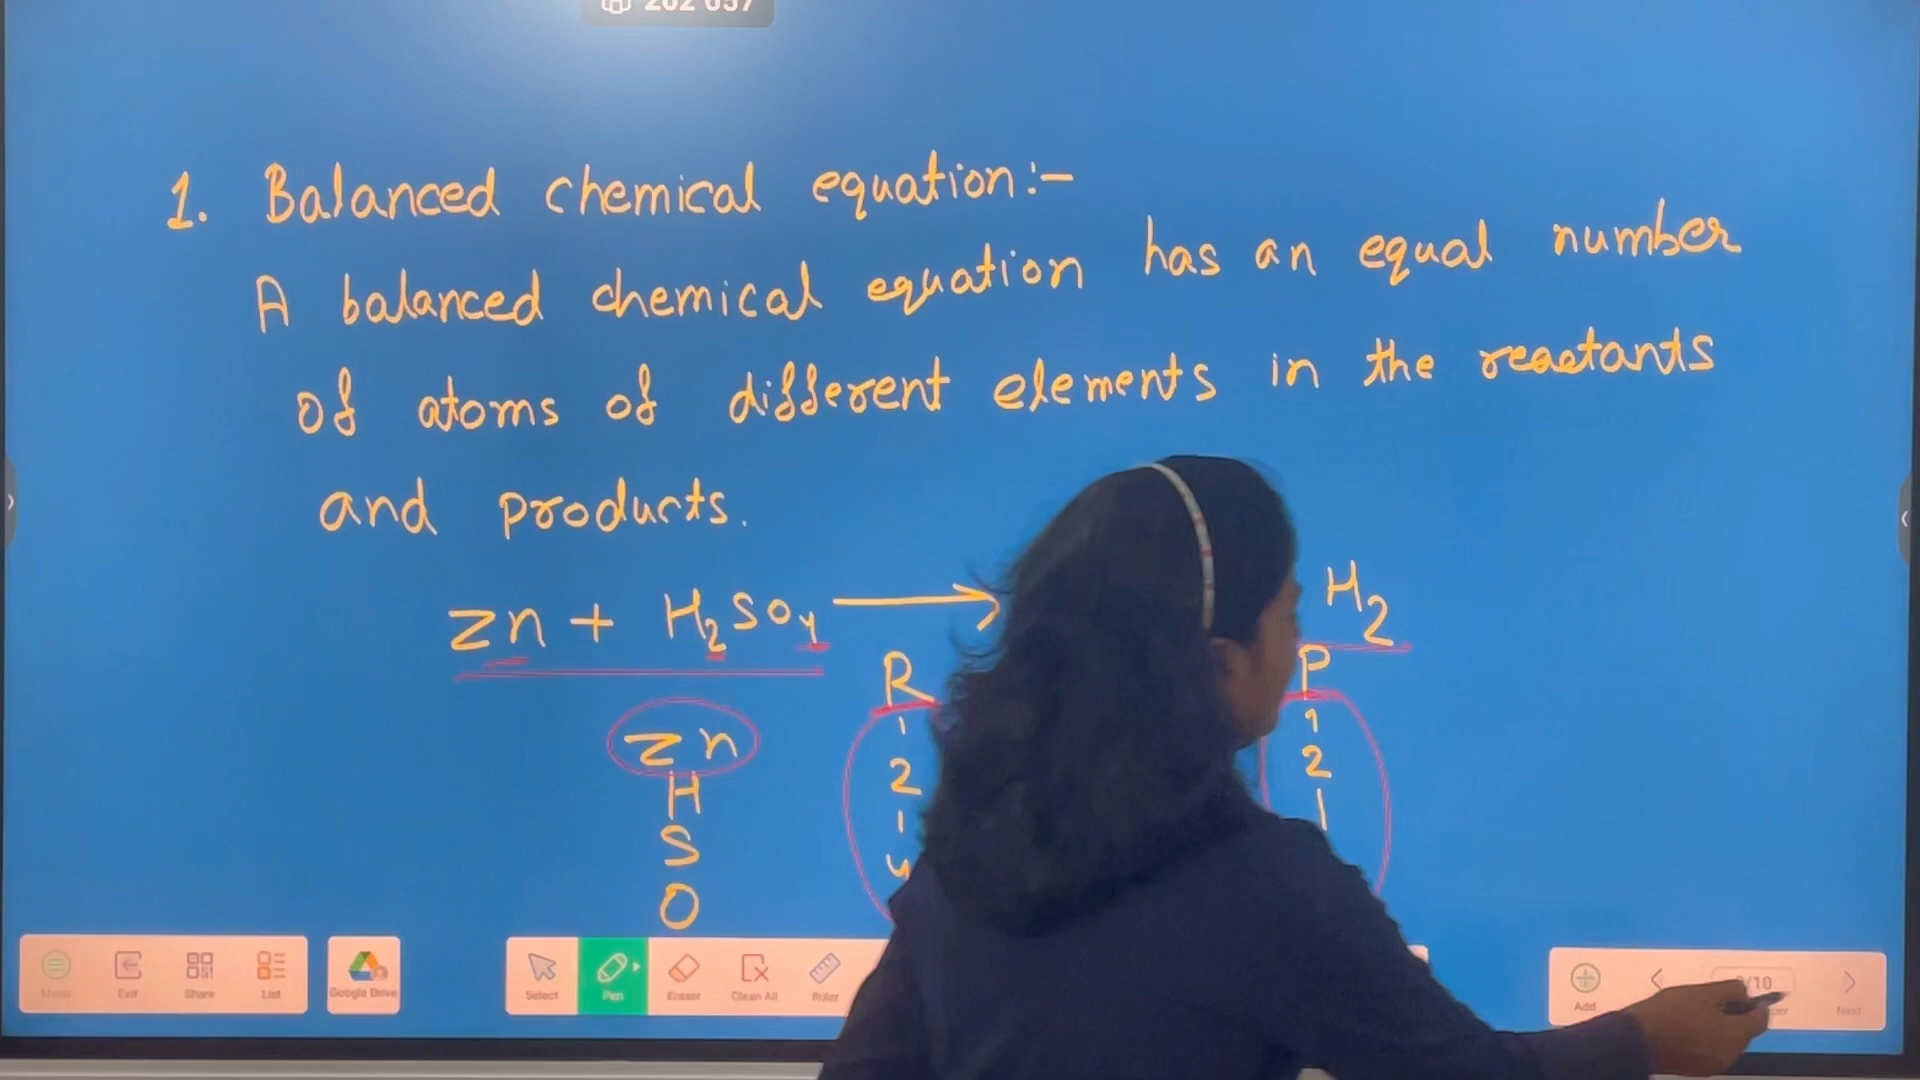 1. Balanced chemical equation:-
A balanced chemical equation has an equal number
of atoms of different elements in the reactants
and products.
Zn + H₂SO₄ ⟶ H₂
R P
Zn 1 1
H 2 2
S 1 1
O 4
Menu Exit Share List Google Drive Select Pen Eraser Clean All Ruler Add /10 Next